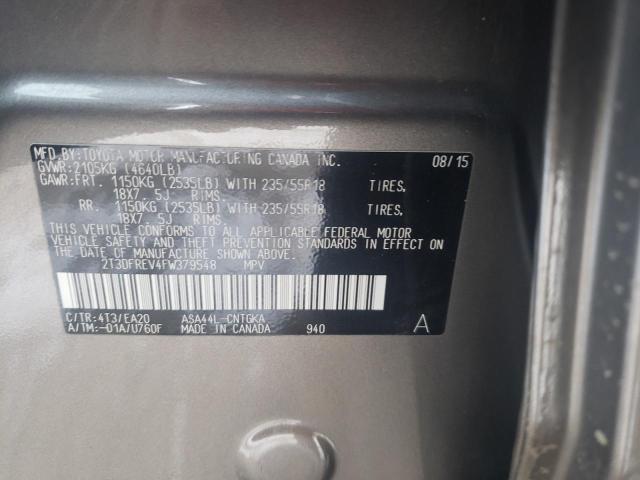 MFD.BY:TOYOTA MOTOR MANUFACTURING CANADA INC. 08/15
GVWR:2105KG (4640LB)
GAWR:FRT. 1150KG (2535LB) WITH 235/55R18 TIRES.
18X7. 5J RIMS.
RR. 1150KG (2535LB) WITH 235/55R18 TIRES.
18X7. 5J RIMS.
THIS VEHICLE CONFORMS TO ALL APPLICABLE FEDERAL MOTOR
VEHICLE SAFETY AND THEFT PREVENTION STANDARDS IN EFFECT
ON THE DATE OF MANUFACTURE SHOWN ABOVE.
2T3DFREV4FW379548 MPV
C/TR:4T3/EA20 ASA44L-CNTGKA
A/TM:-01A/U760F MADE IN CANADA 940 A